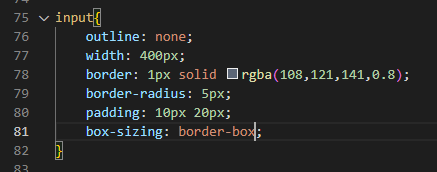 75 input{
76 outline: none;
77 width: 400px;
78 border: 1px solid rgba(108,121,141,0.8);
79 border-radius: 5px;
80 padding: 10px 20px;
81 box-sizing: border-box;
82 }
83